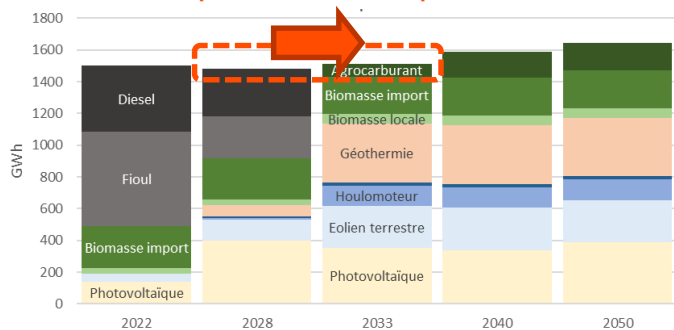 1800
1600
1400
1200
1000
800
600
400
200
0
GWh
Diesel
Fioul
Biomasse import
Photovoltaïque
Agrocarburant
Biomasse import
Biomasse locale
Géothermie
Houlomoteur
Eolien terrestre
Photovoltaïque
2022
2028
2033
2040
2050